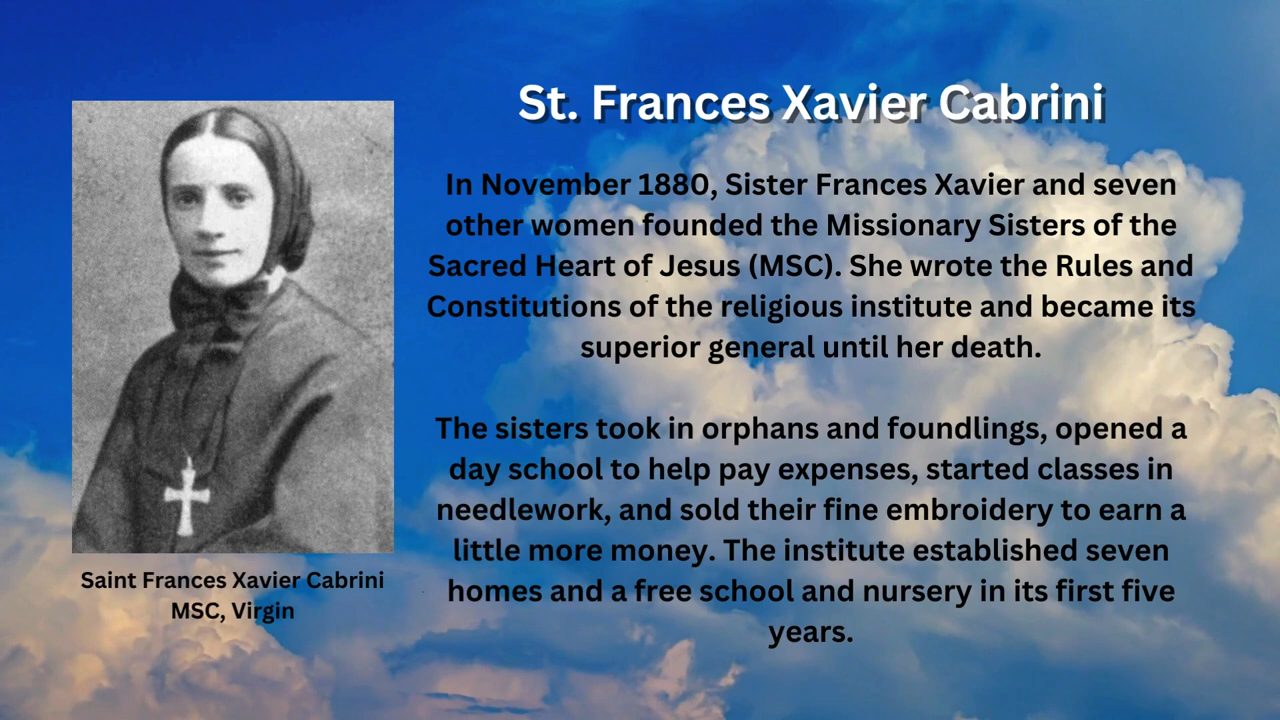 St. Frances Xavier Cabrini
In November 1880, Sister Frances Xavier and seven
other women founded the Missionary Sisters of the
Sacred Heart of Jesus (MSC). She wrote the Rules and
Constitutions of the religious institute and became its
superior general until her death.
The sisters took in orphans and foundlings, opened a
day school to help pay expenses, started classes in
needlework, and sold their fine embroidery to earn a
little more money. The institute established seven
homes and a free school and nursery in its first five
years.
Saint Frances Xavier Cabrini
MSC, Virgin